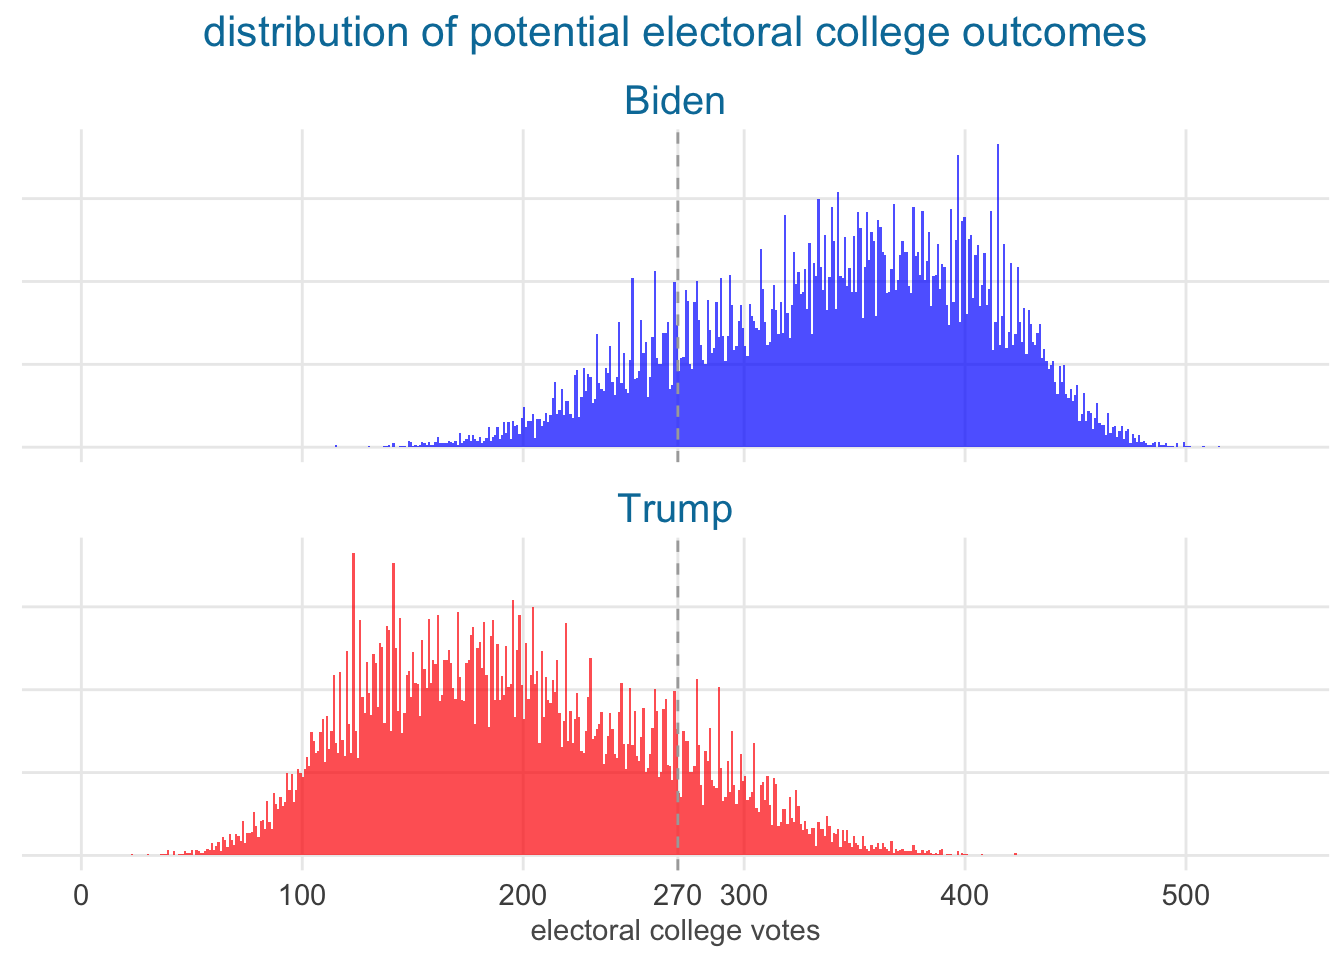 distribution of potential electoral college outcomes
Biden
Trump
0 100 200 270 300 400 500
electoral college votes